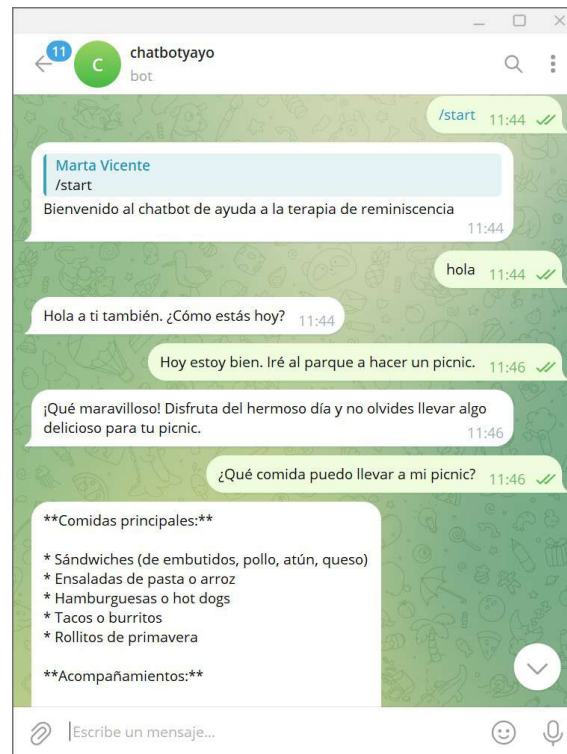 11
C
chatbotyayo
bot
/start 11:44
Marta Vicente
/start
Bienvenido al chatbot de ayuda a la terapia de reminiscencia
11:44
hola 11:44
Hola a ti también. ¿Cómo estás hoy? 11:44
Hoy estoy bien. Iré al parque a hacer un picnic. 11:46
¡Qué maravilloso! Disfruta del hermoso día y no olvides llevar algo
delicioso para tu picnic. 11:46
¿Qué comida puedo llevar a mi picnic? 11:46
**Comidas principales:**
* Sándwiches (de embutidos, pollo, atún, queso)
* Ensaladas de pasta o arroz
* Hamburguesas o hot dogs
* Tacos o burritos
* Rollitos de primavera
**Acompañamientos:**
Escribe un mensaje...